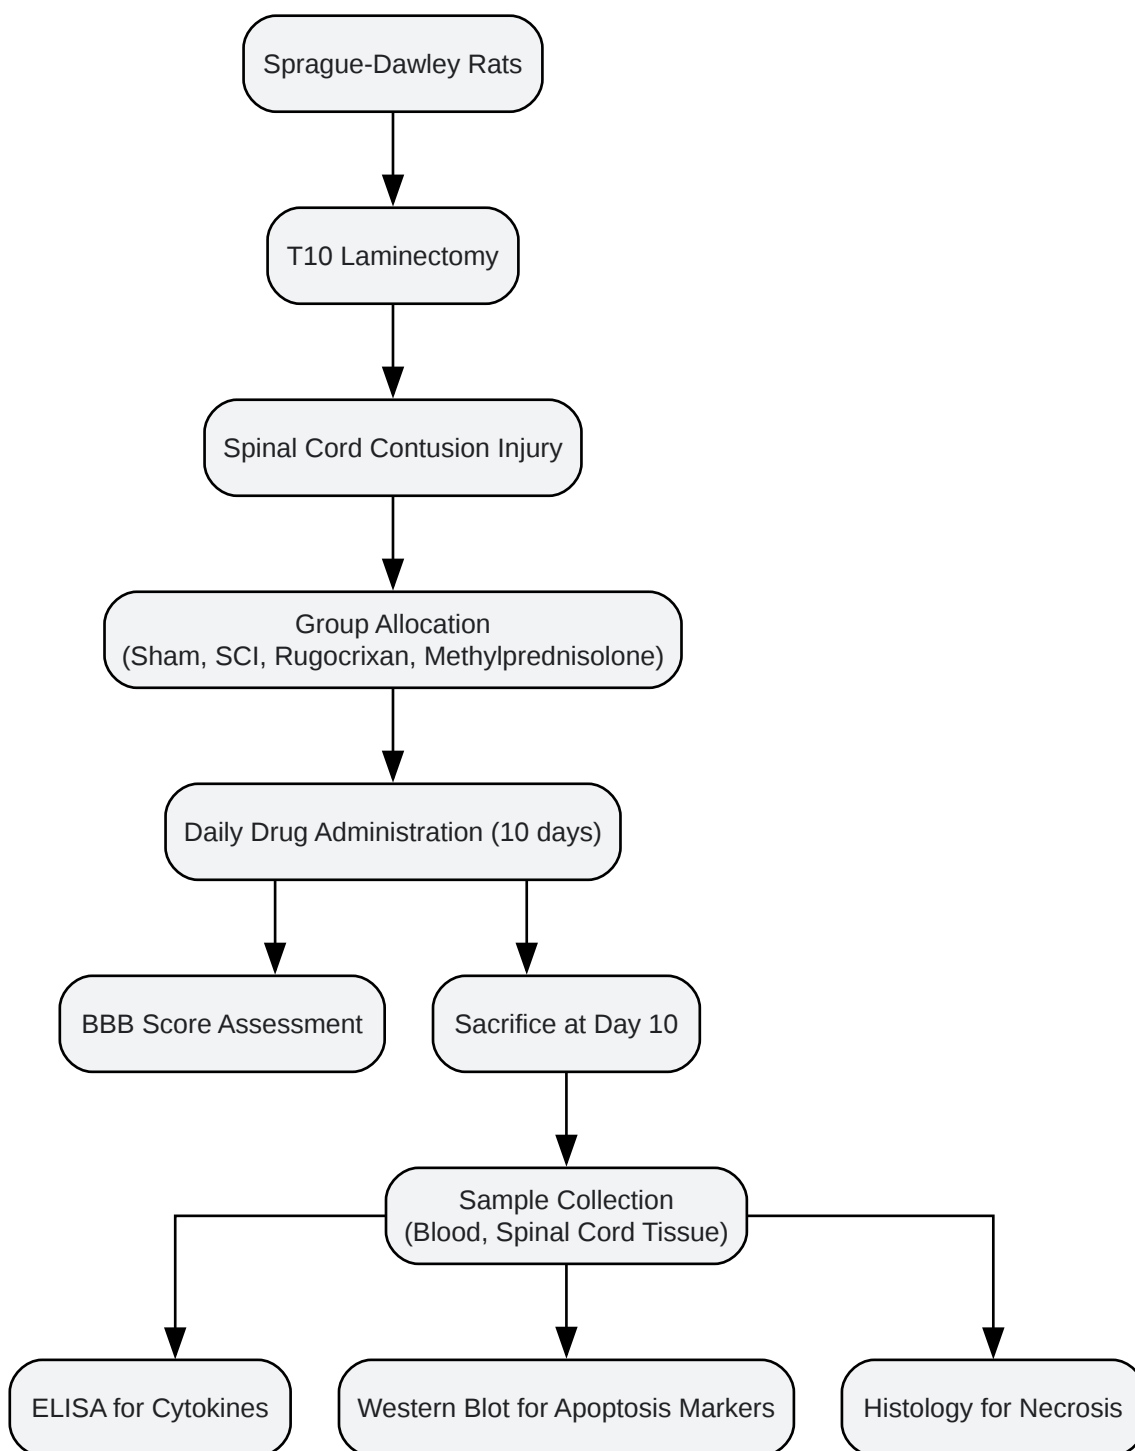 Sprague-Dawley Rats
T10 Laminectomy
Spinal Cord Contusion Injury
Group Allocation
(Sham, SCI, Rugocrixan, Methylprednisolone)
Daily Drug Administration (10 days)
BBB Score Assessment
Sacrifice at Day 10
Sample Collection
(Blood, Spinal Cord Tissue)
ELISA for Cytokines
Western Blot for Apoptosis Markers
Histology for Necrosis